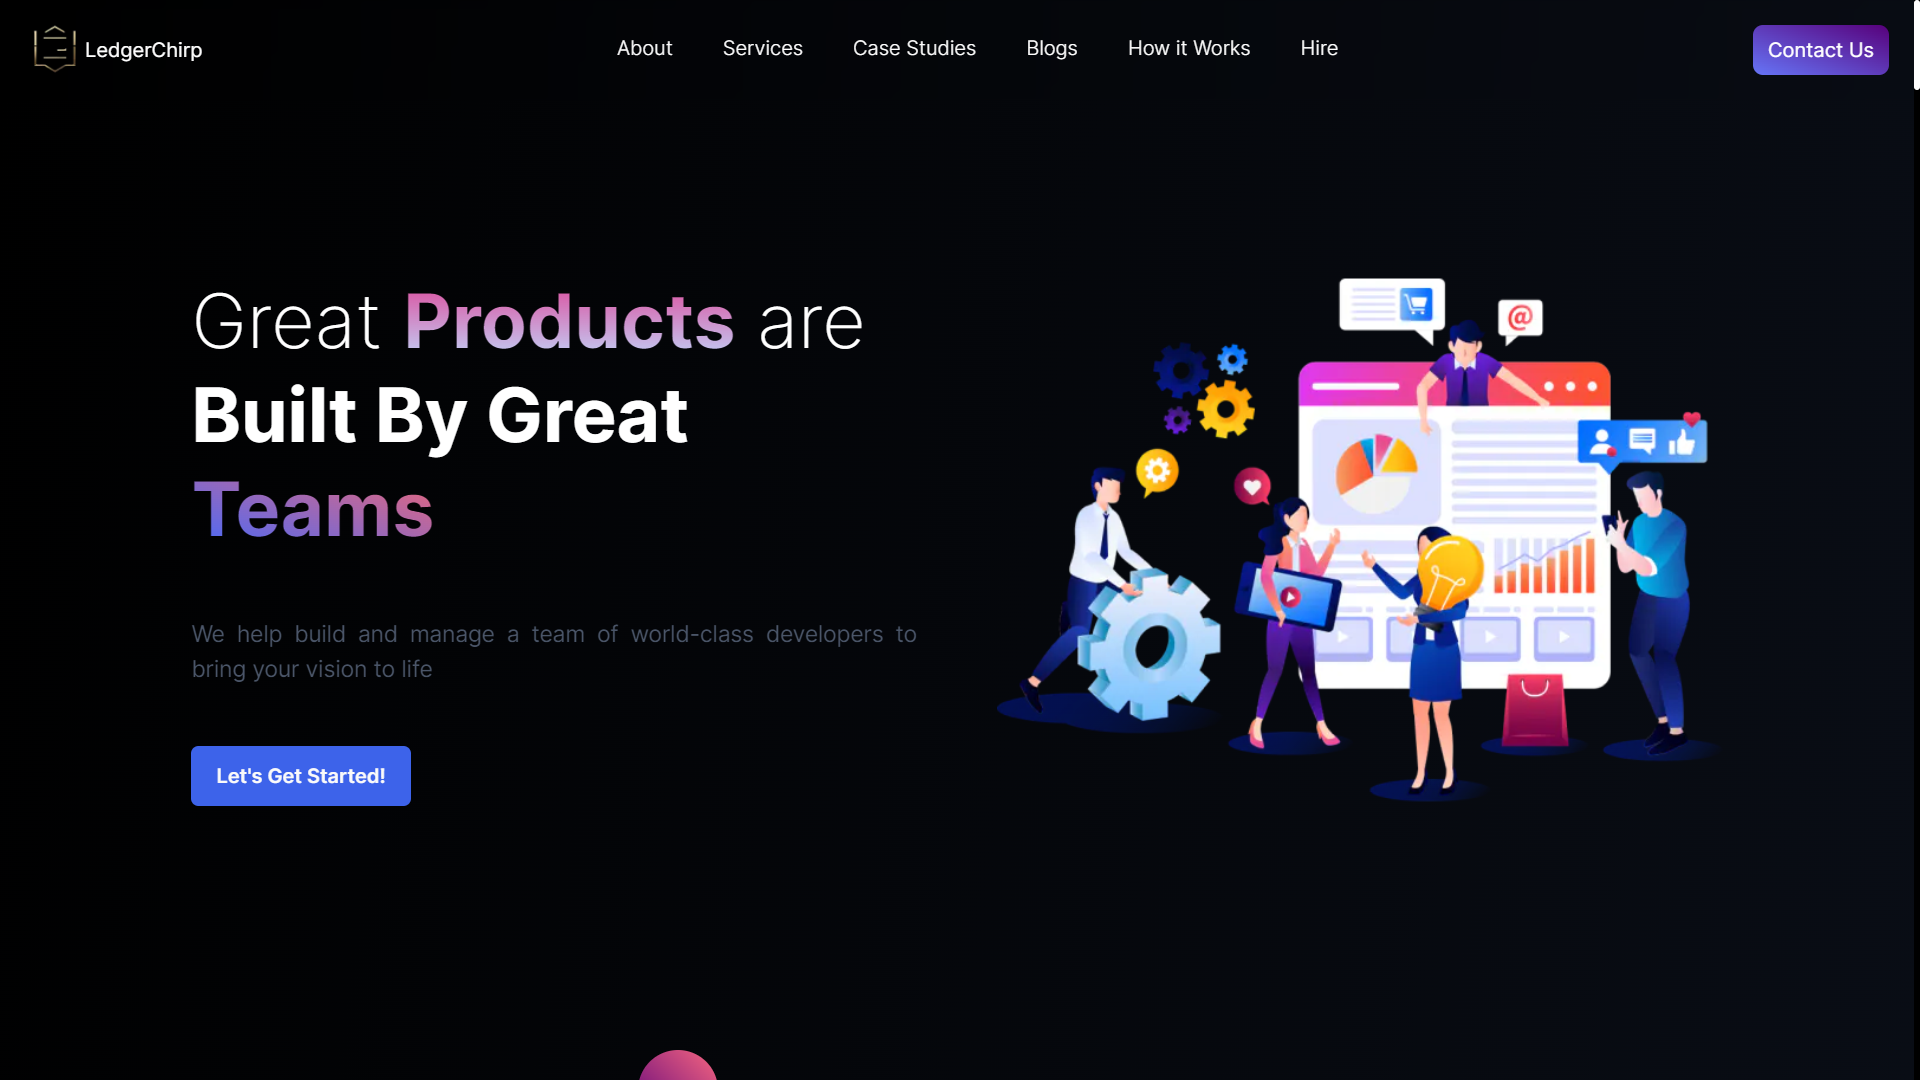 LedgerChirp
About
Services
Case Studies
Blogs
How it Works
Hire
Contact Us
Great Products are
Built By Great
Teams
We help build and manage a team of world-class developers to
bring your vision to life
Let's Get Started!
@